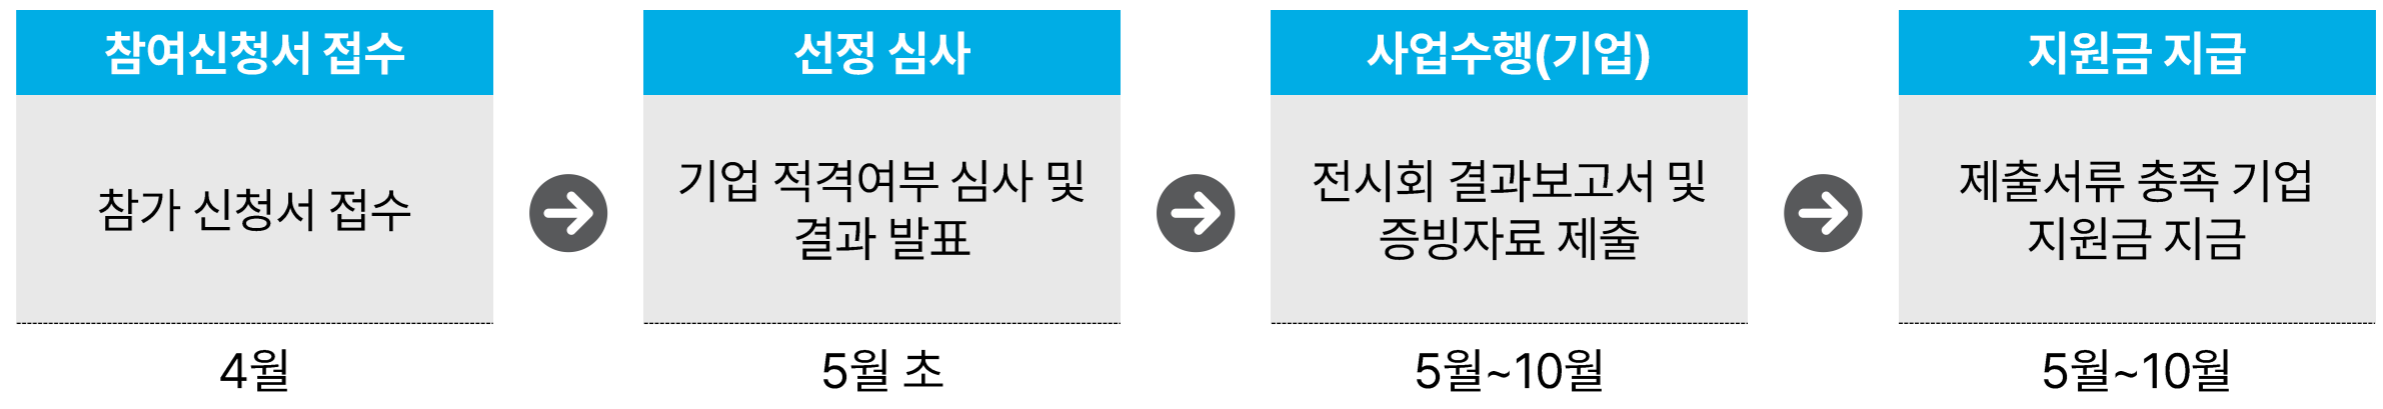 참여신청서 접수
참가 신청서 접수
4월
선정 심사
기업 적격여부 심사 및
결과 발표
5월 초
사업수행(기업)
전시회 결과보고서 및
증빙자료 제출
5월~10월
지원금 지급
제출서류 충족 기업
지원금 지금
5월~10월